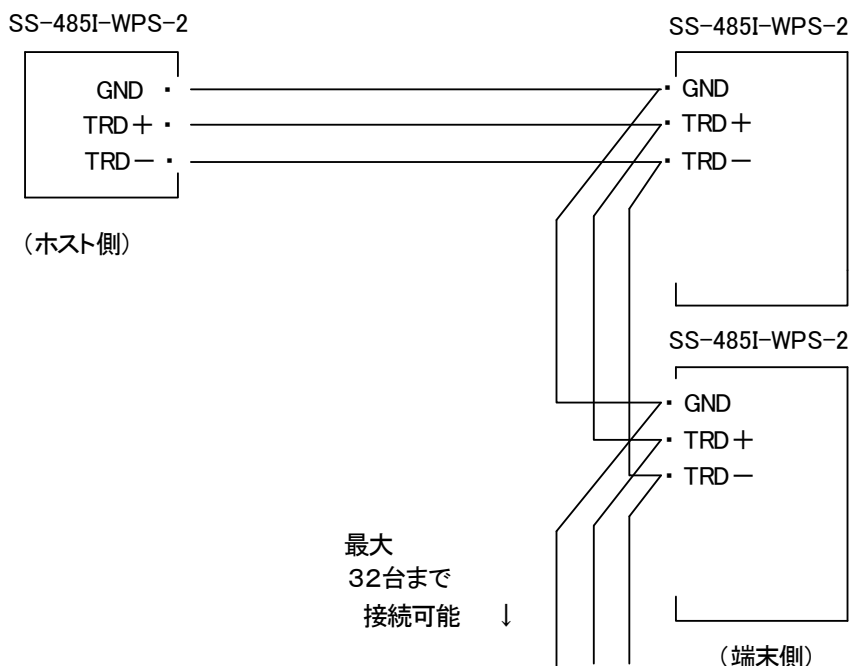 SS-485I-WPS-2
GND
TRD+
TRD-
(ホスト側)
SS-485I-WPS-2
GND
TRD+
TRD-
SS-485I-WPS-2
GND
TRD+
TRD-
最大
32台まで
接続可能 ↓
(端末側)